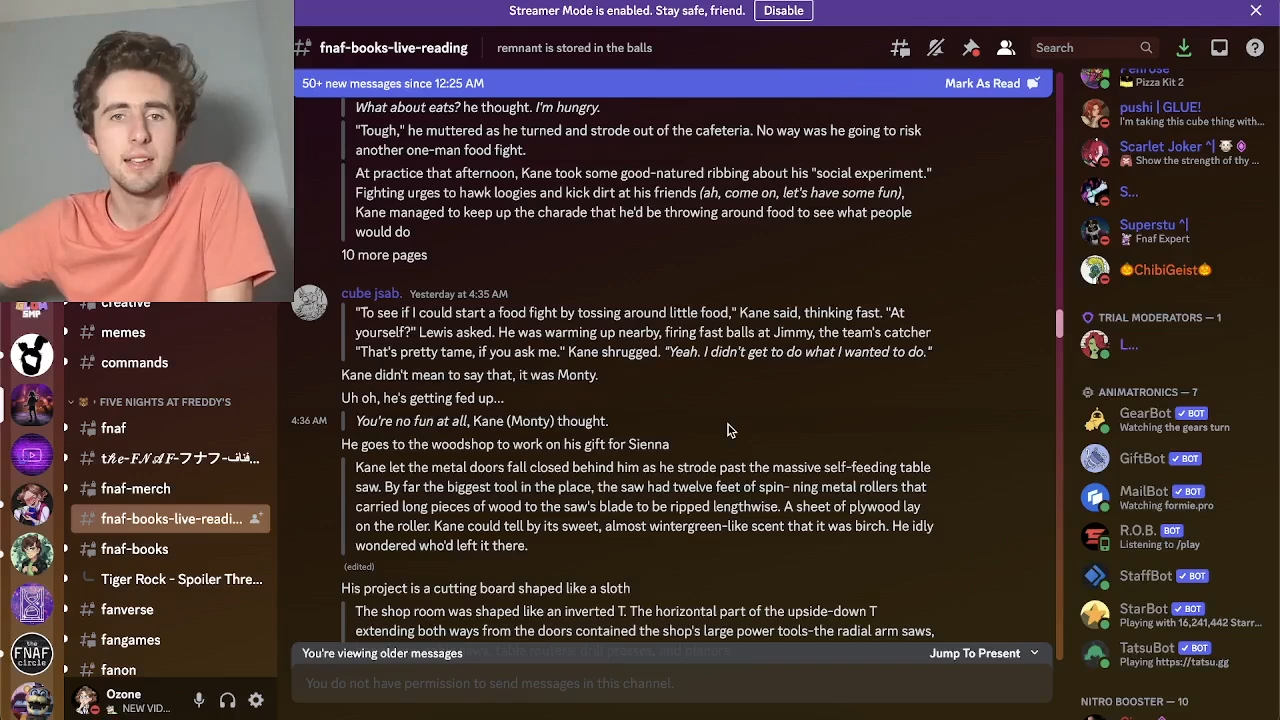 Streamer Mode is enabled. Stay safe, friend.
Disable
fnaf-books-live-reading
remnant is stored in the balls
Search
50+ new messages since 12:25 AM
Mark As Read
What about eats? he thought. I'm hungry.
"Tough," he muttered as he turned and strode out of the cafeteria. No way was he going to risk
another one-man food fight.
At practice that afternoon, Kane took some good-natured ribbing about his "social experiment."
Fighting urges to hawk loogies and kick dirt at his friends (ah, come on, let's have some fun),
Kane managed to keep up the charade that he'd be throwing around food to see what people
would do
10 more pages
cube jsab. Yesterday at 4:35 AM
"To see if I could start a food fight by tossing around little food," Kane said, thinking fast. "At
yourself?" Lewis asked. He was warming up nearby, firing fast balls at Jimmy, the team's catcher
"That's pretty tame, if you ask me." Kane shrugged. "Yeah. I didn't get to do what I wanted to do."
Kane didn't mean to say that, it was Monty.
Uh oh, he's getting fed up...
4:36 AM
You're no fun at all, Kane (Monty) thought.
He goes to the woodshop to work on his gift for Sienna
Kane let the metal doors fall closed behind him as he strode past the massive self-feeding table
saw. By far the biggest tool in the place, the saw had twelve feet of spin- ning metal rollers that
carried long pieces of wood to the saw's blade to be ripped lengthwise. A sheet of plywood lay
on the roller. Kane could tell by its sweet, almost wintergreen-like scent that it was birch. He idly
wondered who'd left it there.
(edited)
His project is a cutting board shaped like a sloth
The shop room was shaped like an inverted T. The horizontal part of the upside-down T
extending both ways from the doors contained the shop's large power tools-the radial arm saws,
You're viewing older messages
Jump To Present
You do not have permission to send messages in this channel.
creative
memes
commands
FIVE NIGHTS AT FREDDY'S
fnaf
fnaf-merch
fnaf-books-live-readi...
fnaf-books
Tiger Rock - Spoiler Thre...
fanverse
fangames
fanon
the
FNAF
circle
SMP
Ozone
NEW VID...
Penrose
Pizza Kit 2
pushi | GLUE!
I'm taking this cube thing with...
Scarlet Joker ^|
Show the strength of thy ...
S...
Superstu ^|
Fnaf Expert
ChibiGeist
TRIAL MODERATORS — 1
L...
ANIMATRONICS — 7
GearBot BOT
Watching the gears turn
GiftBot BOT
MailBot BOT
Watching formie.pro
R.O.B. BOT
Listening to /play
StaffBot BOT
StarBot BOT
Playing with 16,241,442 Starr...
TatsuBot BOT
Playing https://tatsu.gg
NITRO BOOSTER — 10